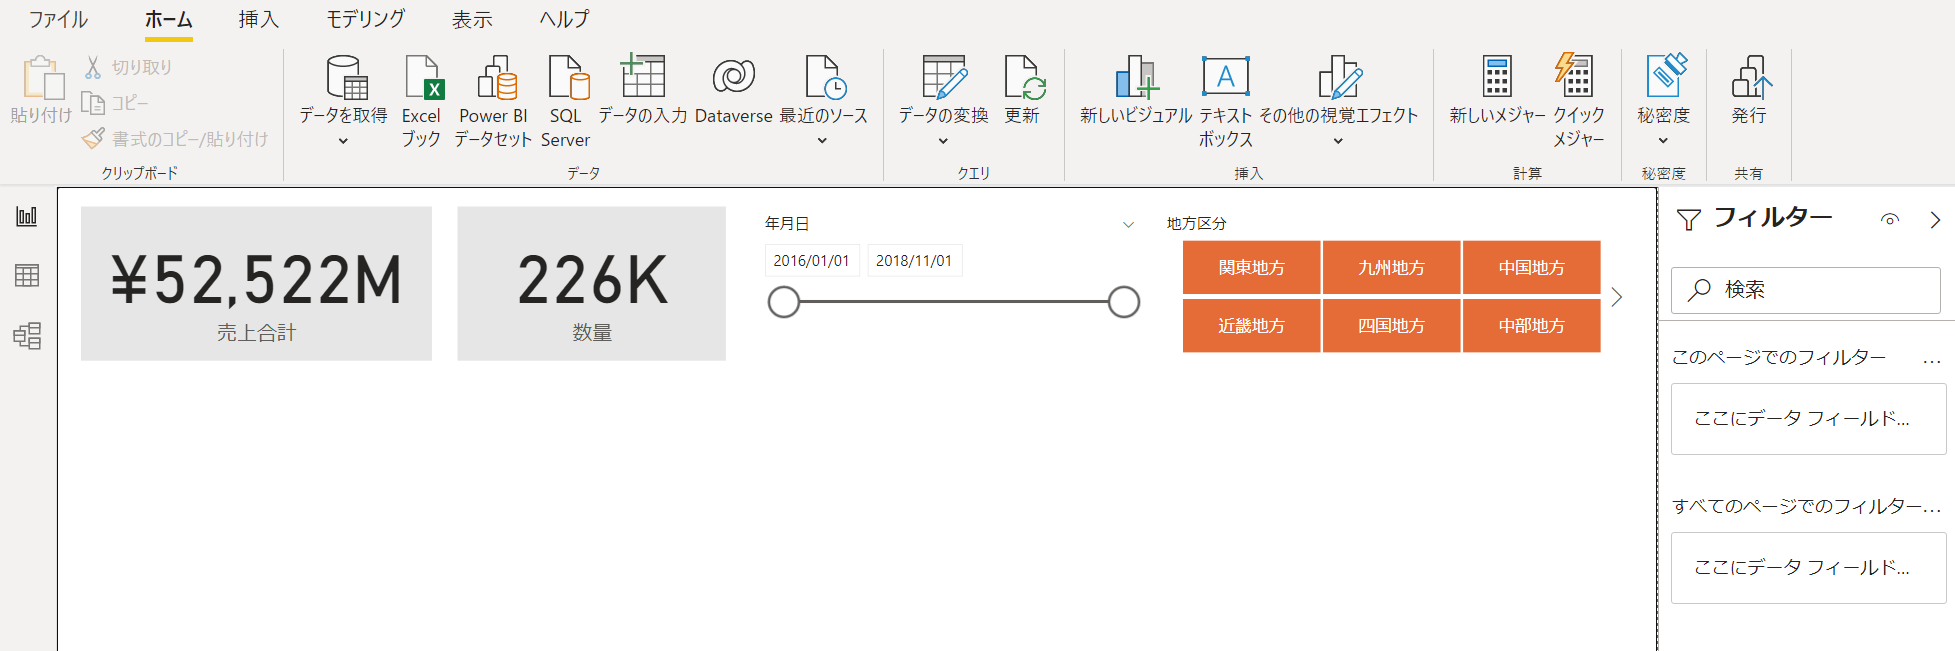 ファイル ホーム 挿入 モデリング 表示 ヘルプ
貼り付け
切り取り
コピー
書式のコピー/貼り付け
クリップボード
データを取得
Excel
ブック
Power BI
データセット
SQL
Server
データの入力
Dataverse
最近のソース
データ
データの変換
更新
クエリ
新しいビジュアル
テキスト
ボックス
その他の視覚エフェクト
挿入
新しいメジャー
クイック
メジャー
計算
秘密度
秘密度
発行
共有
¥52,522M
売上合計
226K
数量
年月日
2016/01/01 2018/11/01
地方区分
関東地方 九州地方 中国地方
近畿地方 四国地方 中部地方
フィルター
検索
このページでのフィルター ...
ここにデータ フィールド...
すべてのページでのフィルター...
ここにデータ フィールド...